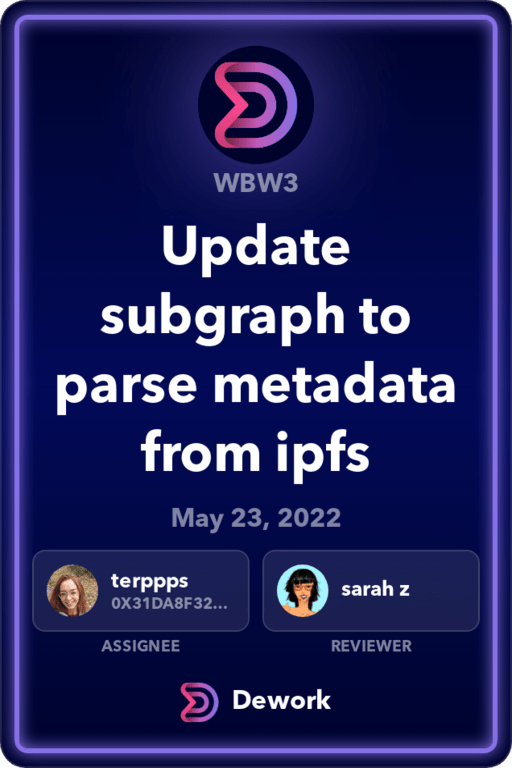 WBW3
Update
subgraph to
parse metadata
from ipfs
May 23, 2022
terppps
0X31DA8F32...
sarah z
ASSIGNEE
REVIEWER
Dework